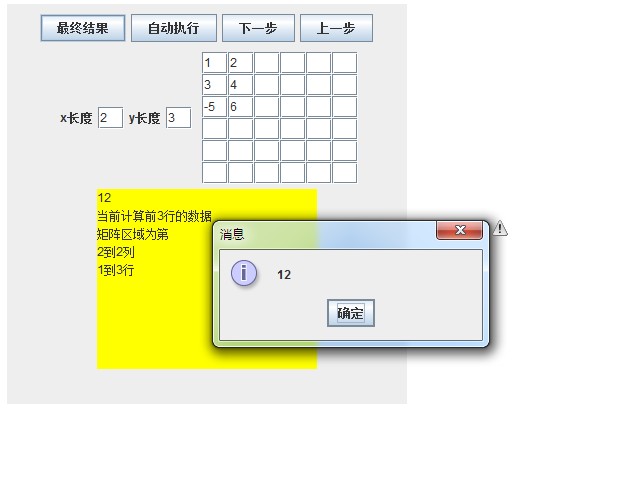 最终结果 自动执行 下一步 上一步
1 2
3 4
x长度 2 y长度 3 -5 6
12
当前计算前3行的数据
矩阵区域为第
2到2列
1到3行
消息
12
确定